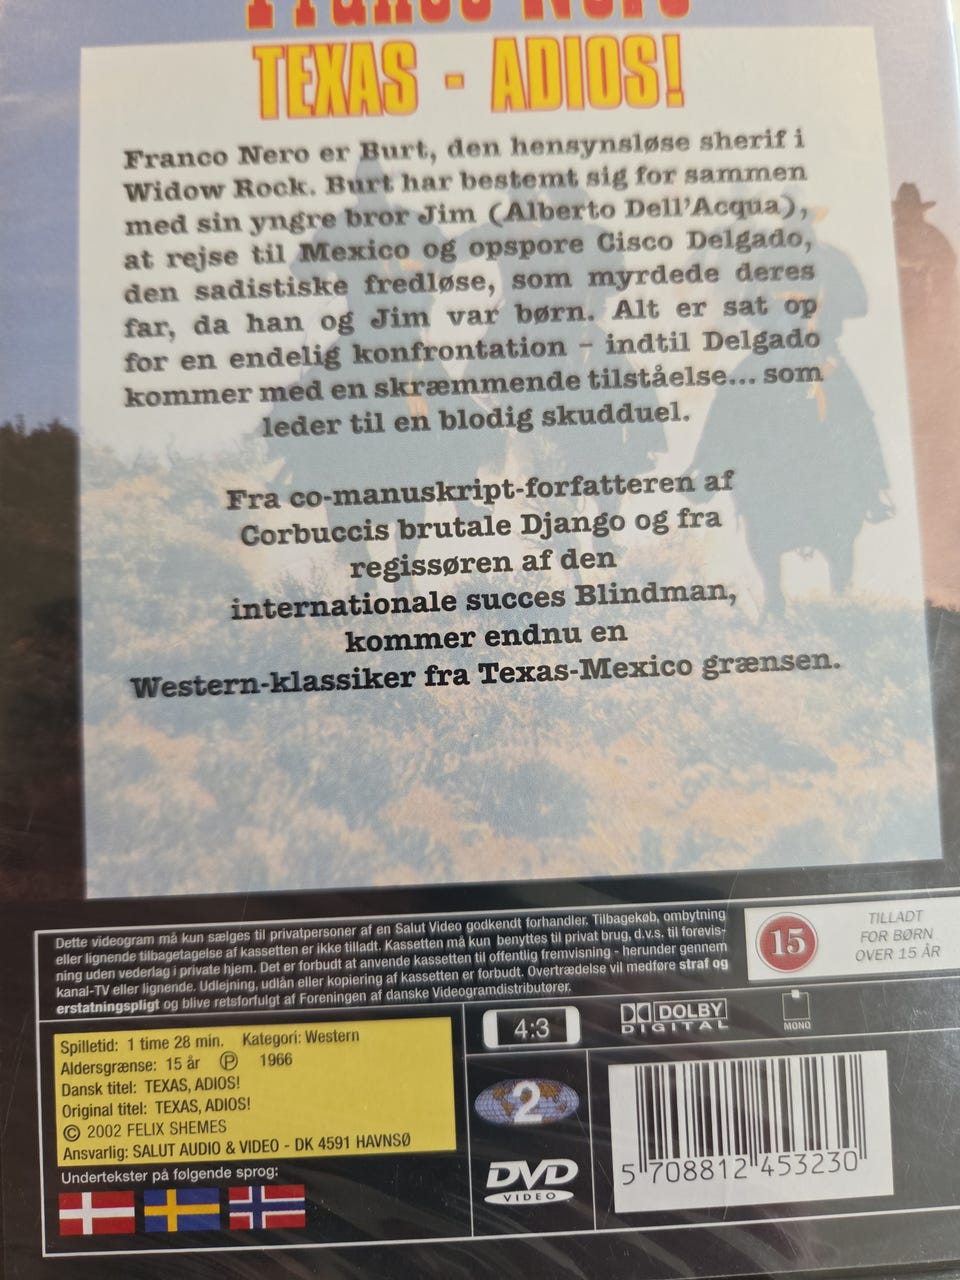 Franco Nero
TEXAS - ADIOS!
Franco Nero er Burt, den hensynsløse sherif i
Widow Rock. Burt har bestemt sig for sammen
med sin yngre bror Jim (Alberto Dell'Acqua),
at rejse til Mexico og opspore Cisco Delgado,
den sadistiske fredløse, som myrdede deres
far, da han og Jim var børn. Alt er sat op
for en endelig konfrontation – indtil Delgado
kommer med en skræmmende tilståelse... som
leder til en blodig skudduel.
Fra co-manuskript-forfatteren af
Corbuccis brutale Django og fra
regissøren af den
internationale succes Blindman,
kommer endnu en
Western-klassiker fra Texas-Mexico grænsen.
Dette videogram må kun sælges til privatpersoner af en Salut Video godkendt forhandler. Tilbagekøb, ombytning
eller lignende tilbagetagelse af kassetten er ikke tilladt. Kassetten må kun benyttes til privat brug, d.v.s. til forevis-
ning uden vederlag i private hjem. Det er forbudt at anvende kassetten til offentlig fremvisning - herunder gennem
kanal-TV eller lignende. Udlejning, udlån eller kopiering af kassetten er forbudt. Overtrædelse vil medføre straf og
erstatningspligt og blive retsforfulgt af Foreningen af danske Videogramdistributører.
15
TILLADT
FOR BØRN
OVER 15 ÅR
Spilletid: 1 time 28 min. Kategori: Western
Aldersgrænse: 15 år Ⓟ 1966
Dansk titel: TEXAS, ADIOS!
Original titel: TEXAS, ADIOS!
© 2002 FELIX SHEMES
Ansvarlig: SALUT AUDIO & VIDEO - DK 4591 HAVNSØ
Undertekster på følgende sprog:
4:3
DOLBY
DIGITAL
MONO
2
DVD
VIDEO
5 708812 453230